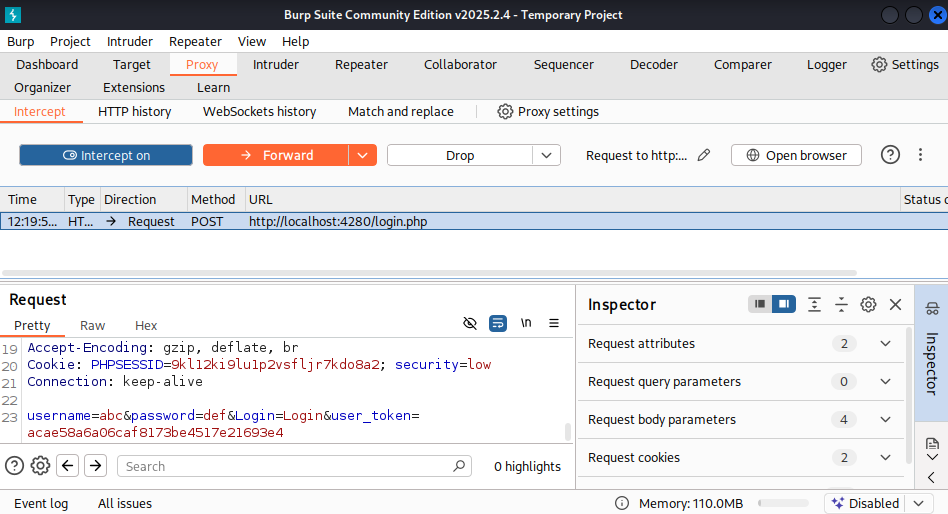 Burp Suite Community Edition v2025.2.4 - Temporary Project
Burp Project Intruder Repeater View Help
Dashboard Target Proxy Intruder Repeater Collaborator Sequencer Decoder Comparer Logger Settings
Organizer Extensions Learn
Intercept HTTP history WebSockets history Match and replace Proxy settings
Intercept on Forward Drop Request to http:... Open browser
Time Type Direction Method URL Status c
12:19:5... HT... → Request POST http://localhost:4280/login.php
Request
Pretty Raw Hex \n
19 Accept-Encoding: gzip, deflate, br
20 Cookie: PHPSESSID=9kl12ki9lu1p2vsfljr7kdo8a2; security=low
21 Connection: keep-alive
22
23 username=abc&password=def&Login=Login&user_token=
acae58a6a06caf8173be4517e21693e4
Search 0 highlights
Inspector
Request attributes 2
Request query parameters 0
Request body parameters 4
Request cookies 2
Inspector
Event log All issues Memory: 110.0MB Disabled